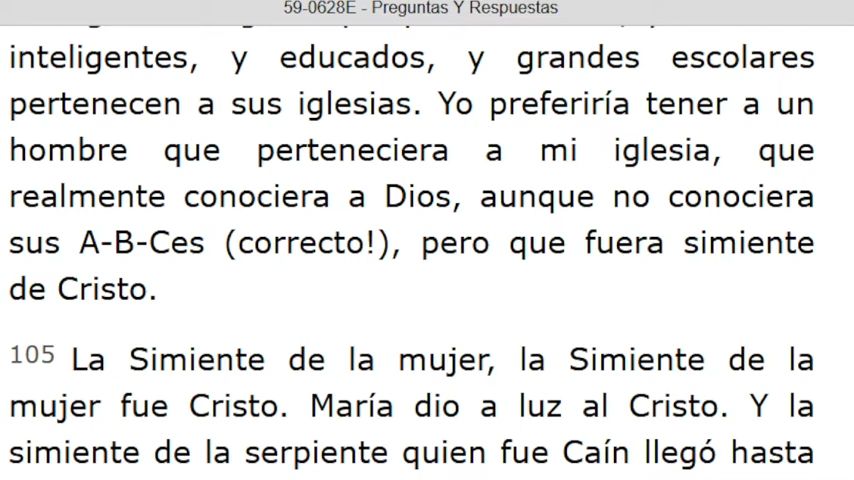 59-0628E - Preguntas Y Respuestas
inteligentes, y educados, y grandes escolares
pertenecen a sus iglesias. Yo preferiría tener a un
hombre que perteneciera a mi iglesia, que
realmente conociera a Dios, aunque no conociera
sus A-B-Ces (correcto!), pero que fuera simiente
de Cristo.
105 La Simiente de la mujer, la Simiente de la
mujer fue Cristo. María dio a luz al Cristo. Y la
simiente de la serpiente quien fue Caín llegó hasta